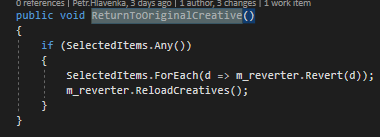 0 references | Petr.Hlavenka, 3 days ago | 1 author, 3 changes | 1 work item
public void ReturnToOriginalCreative()
{
if (SelectedItems.Any())
{
SelectedItems.ForEach(d => m_reverter.Revert(d));
m_reverter.ReloadCreatives();
}
}